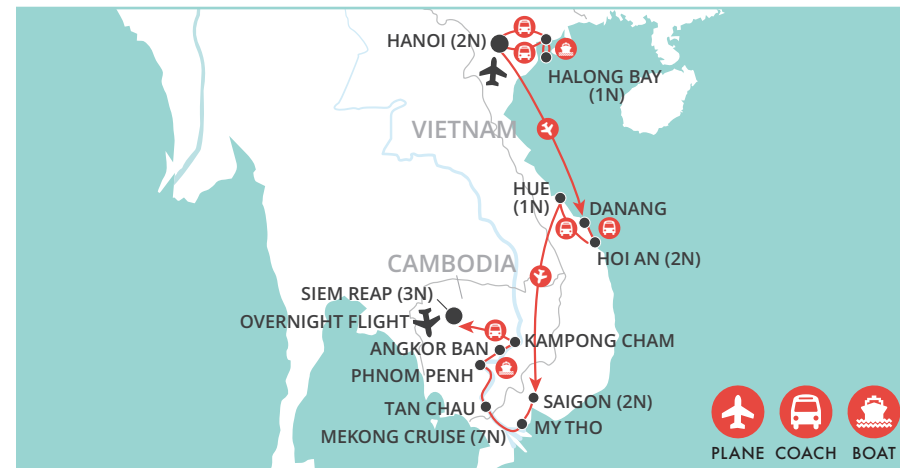 HANOI (2N)
HALONG BAY
(1N)
VIETNAM
HUE
(1N)
DANANG
HOI AN (2N)
CAMBODIA
SIEM REAP (3N)
OVERNIGHT FLIGHT
KAMPONG CHAM
ANGKOR BAN
PHNOM PENH
TAN CHAU
SAIGON (2N)
MY THO
MEKONG CRUISE (7N)
PLANE COACH BOAT